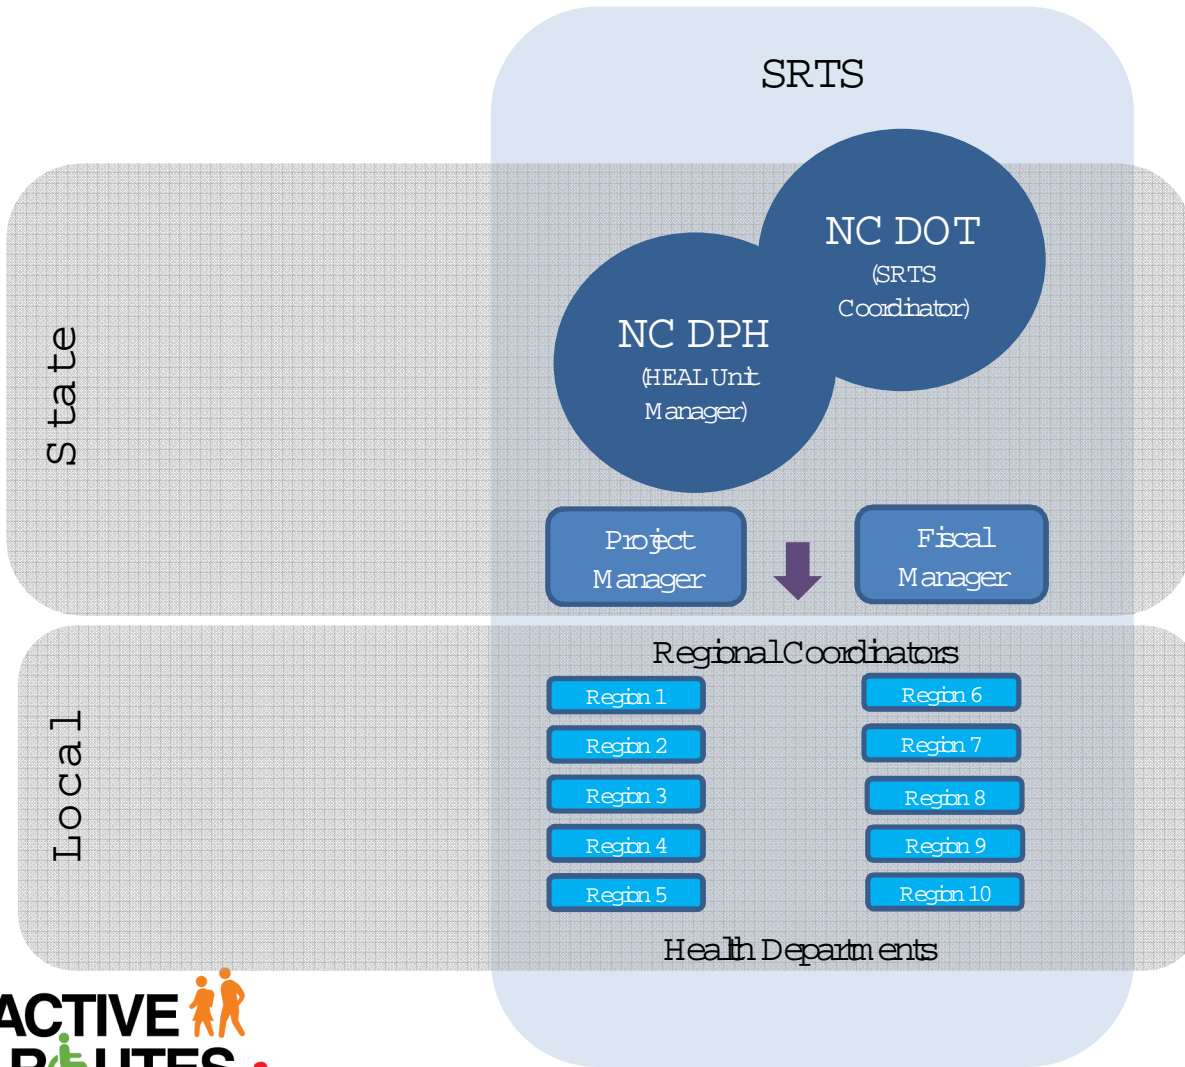 SRTS
State
NC DOT
(SRTS
Coordinator)
NC DPH
(HEAL Unit
Manager)
Project
Manager
Fiscal
Manager
Local
Regional Coordinators
Region 1
Region 2
Region 3
Region 4
Region 5
Region 6
Region 7
Region 8
Region 9
Region 10
Health Departments
ACTIVE
ROUTES